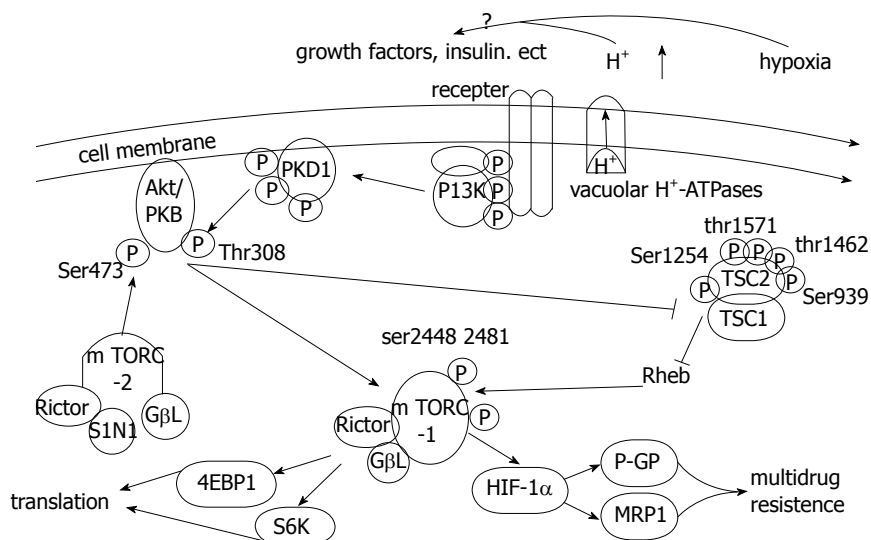 ?
growth factors, insulin. ect
H+
hypoxia
recepter
cell membrane
P
PKD1
P
P
P13K
P
P
P
H+
vacuolar H+-ATPases
Akt/
PKB
P
Ser473
P
Thr308
thr1571
Ser1254
thr1462
P
P
P
P
P
TSC2
Ser939
TSC1
ser2448 2481
P
P
Rheb
m TORC
-2
Rictor
S1N1
GβL
m TORC
-1
Rictor
GβL
4EBP1
translation
S6K
HIF-1α
P-GP
MRP1
multidrug
resistence